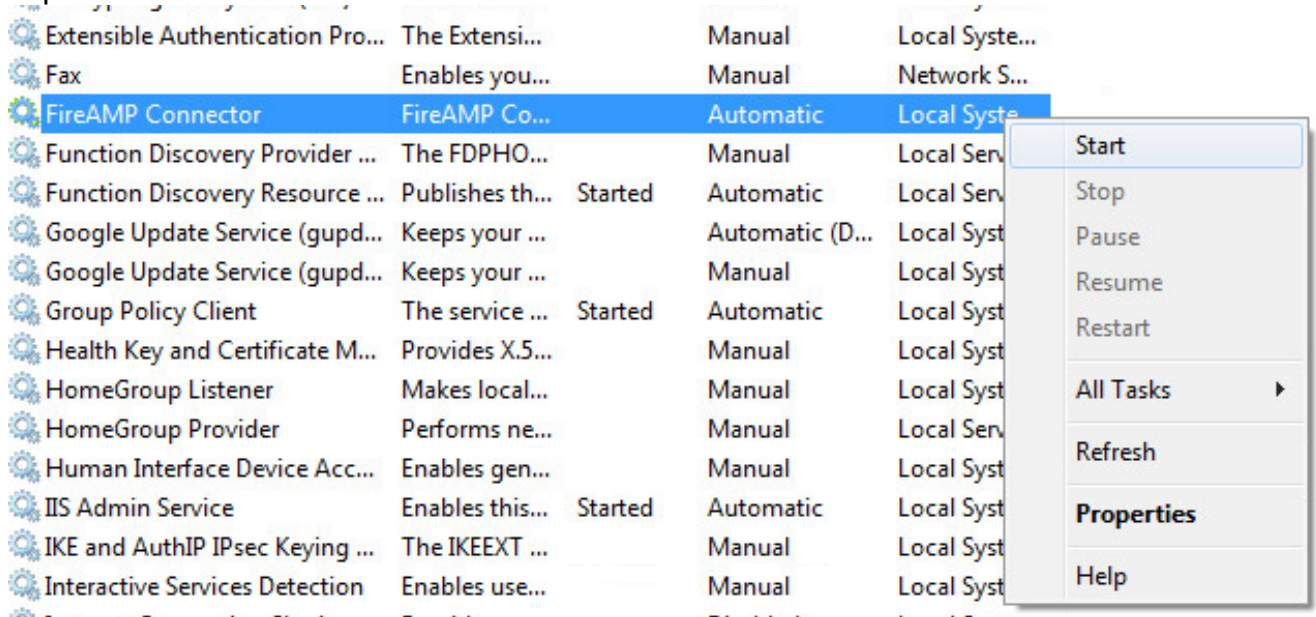 Extensible Authentication Pro... The Extensi... Manual Local Syste...
Fax Enables you... Manual Network S...
FireAMP Connector FireAMP Co... Automatic Local Syste
Function Discovery Provider ... The FDPHO... Manual Local Serv
Function Discovery Resource ... Publishes th... Started Automatic Local Serv
Google Update Service (gupd... Keeps your ... Automatic (D... Local Syst
Google Update Service (gupd... Keeps your ... Manual Local Syst
Group Policy Client The service ... Started Automatic Local Syst
Health Key and Certificate M... Provides X.5... Manual Local Syst
HomeGroup Listener Makes local... Manual Local Syst
HomeGroup Provider Performs ne... Manual Local Serv
Human Interface Device Acc... Enables gen... Manual Local Syst
IIS Admin Service Enables this... Started Automatic Local Syst
IKE and AuthIP IPsec Keying ... The IKEEXT ... Manual Local Syst
Interactive Services Detection Enables use... Manual Local Syst
Start
Stop
Pause
Resume
Restart
All Tasks
Refresh
Properties
Help